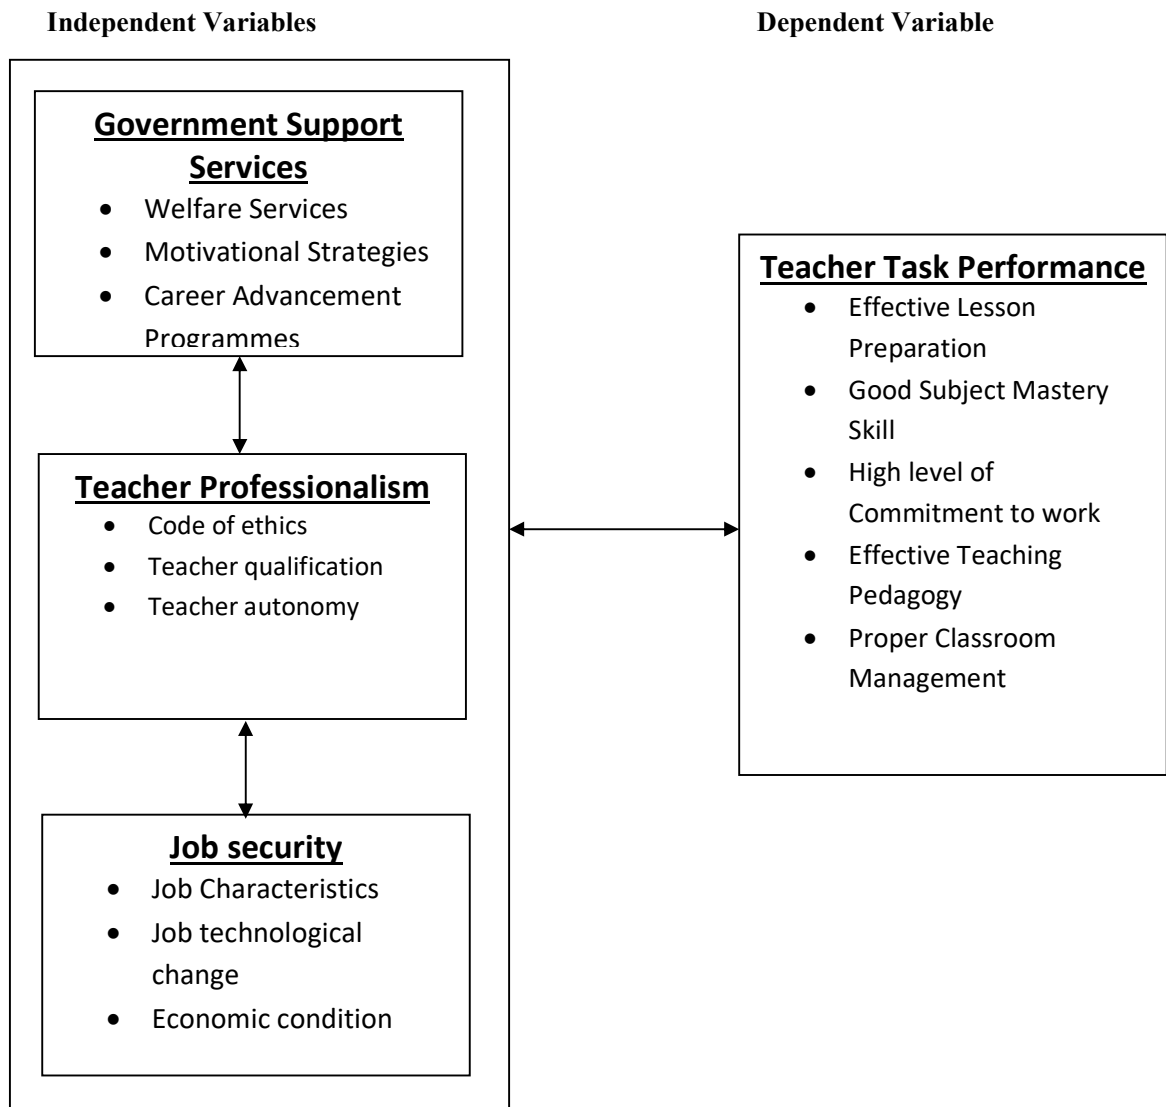 Independent Variables
Dependent Variable
Government Support
Services
• Welfare Services
• Motivational Strategies
• Career Advancement
Programmes
Teacher Professionalism
• Code of ethics
• Teacher qualification
• Teacher autonomy
Job security
• Job Characteristics
• Job technological
change
• Economic condition
Teacher Task Performance
• Effective Lesson
Preparation
• Good Subject Mastery
Skill
• High level of
Commitment to work
• Effective Teaching
Pedagogy
• Proper Classroom
Management